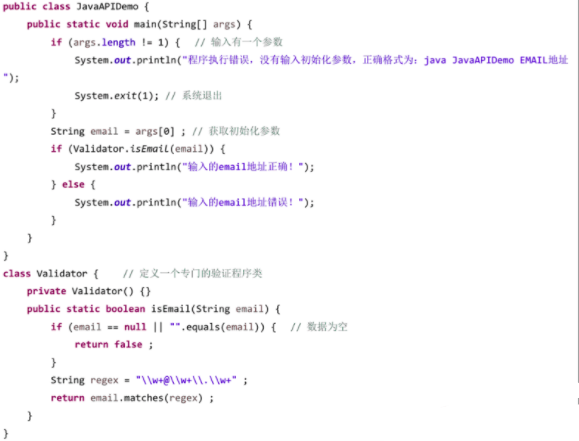 public class JavaAPIDemo {
    public static void main(String[] args) {
        if (args.length != 1) {   // 输入有一个参数
            System.out.println("程序执行错误，没有输入初始化参数，正确格式为：java JavaAPIDemo EMAIL地址
");
            System.exit(1); // 系统退出
        }
        String email = args[0] ; // 获取初始化参数
        if (Validator.isEmail(email)) {
            System.out.println("输入的email地址正确！");
        } else {
            System.out.println("输入的email地址错误！");
        }
    }
}
class Validator {    // 定义一个专门的验证程序类
    private Validator() {}
    public static boolean isEmail(String email) {
        if (email == null || "".equals(email)) {   // 数据为空
            return false ;
        }
        String regex = "\\w+@\\w+\\.\\w+" ;
        return email.matches(regex) ;
    }
}